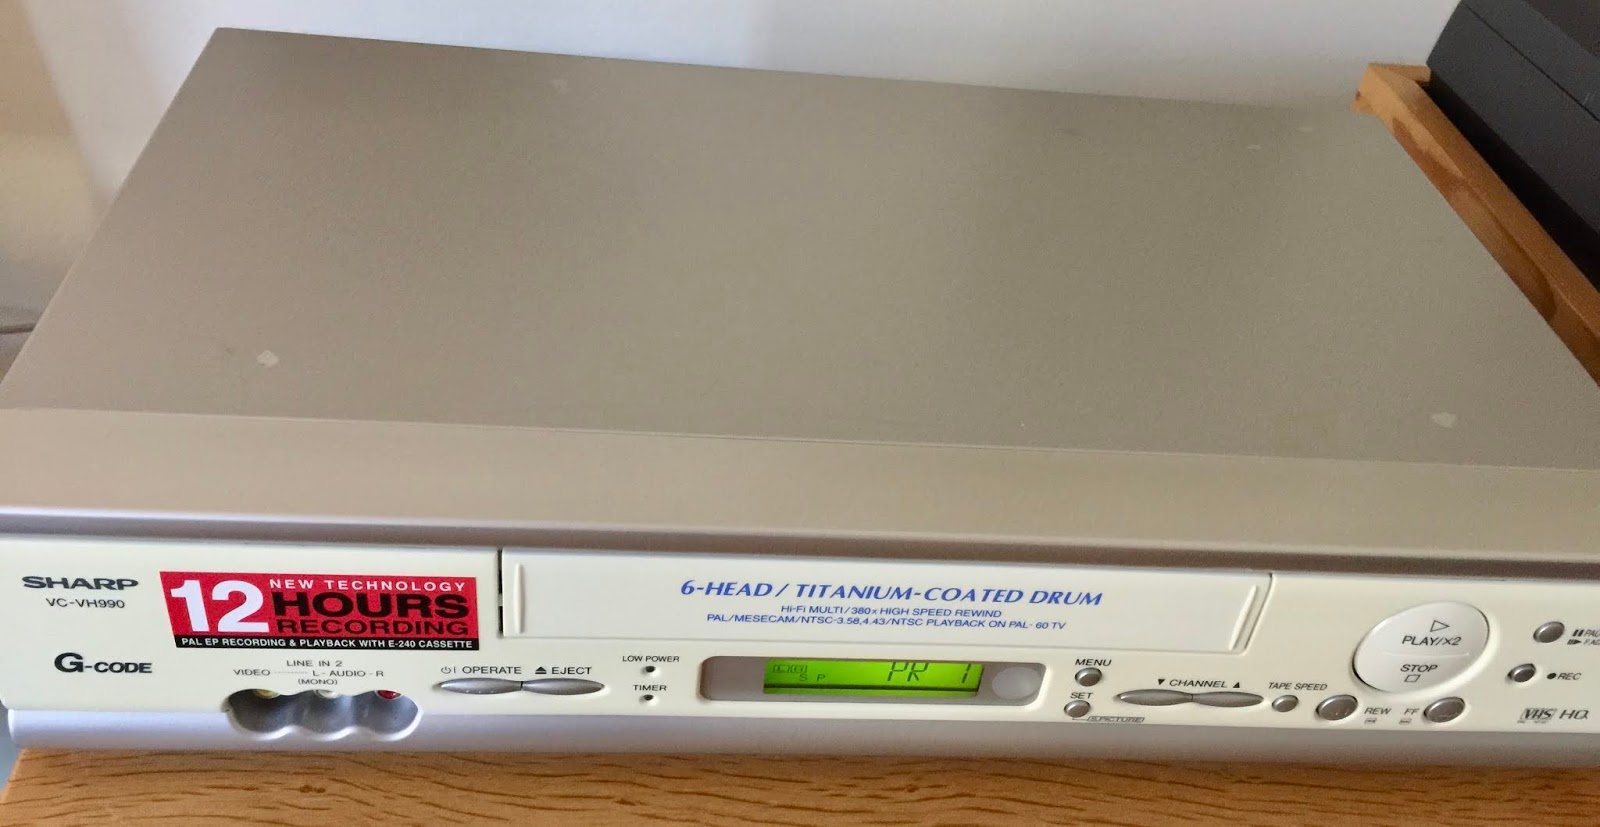 SHARP
VC-VH990
12 NEW TECHNOLOGY
HOURS
RECORDING
PAL EP RECORDING & PLAYBACK WITH E-240 CASSETTE
G-CODE
LINE IN 2
VIDEO L - AUDIO - R
(MONO)
OPERATE
EJECT
6-HEAD / TITANIUM-COATED DRUM
Hi-Fi MULTI / 380x HIGH SPEED REWIND
PAL/MESECAM/NTSC-3.58,4.43/NTSC PLAYBACK ON PAL-60 TV
LOW POWER
TIMER
SP
PR 1
MENU
SET
S.PICTURE
CHANNEL
TAPE SPEED
PLAY/X2
STOP
REW
FF
REC
VHS HQ